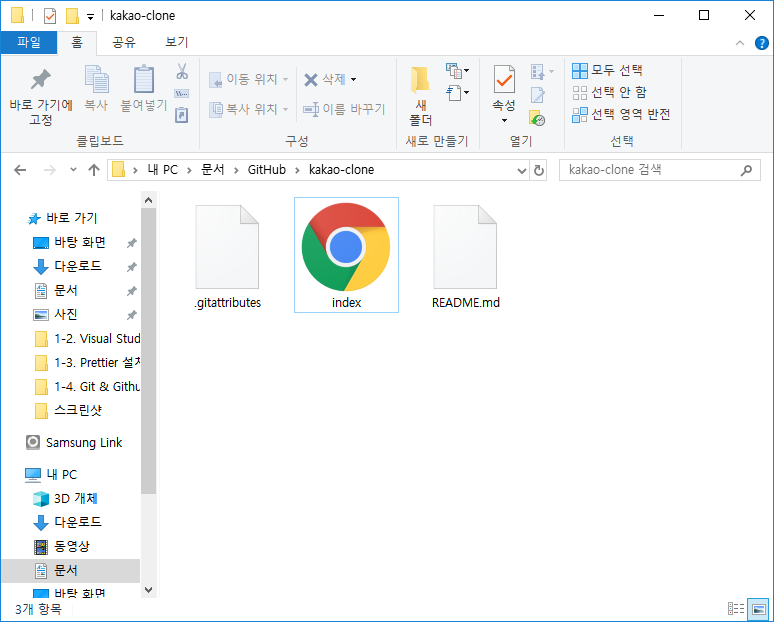 kakao-clone
파일 홈 공유 보기
바로 가기에 고정
복사
붙여넣기
클립보드
이동 위치
복사 위치
삭제
이름 바꾸기
구성
새 폴더
새로 만들기
속성
열기
모두 선택
선택 안 함
선택 영역 반전
선택
내 PC › 문서 › GitHub › kakao-clone
kakao-clone 검색
바로 가기
바탕 화면
다운로드
문서
사진
1-2. Visual Stud
1-3. Prettier 설치
1-4. Git & Githu
스크린샷
Samsung Link
내 PC
3D 개체
다운로드
동영상
문서
바탕 화면
.gitattributes
index
README.md
3개 항목